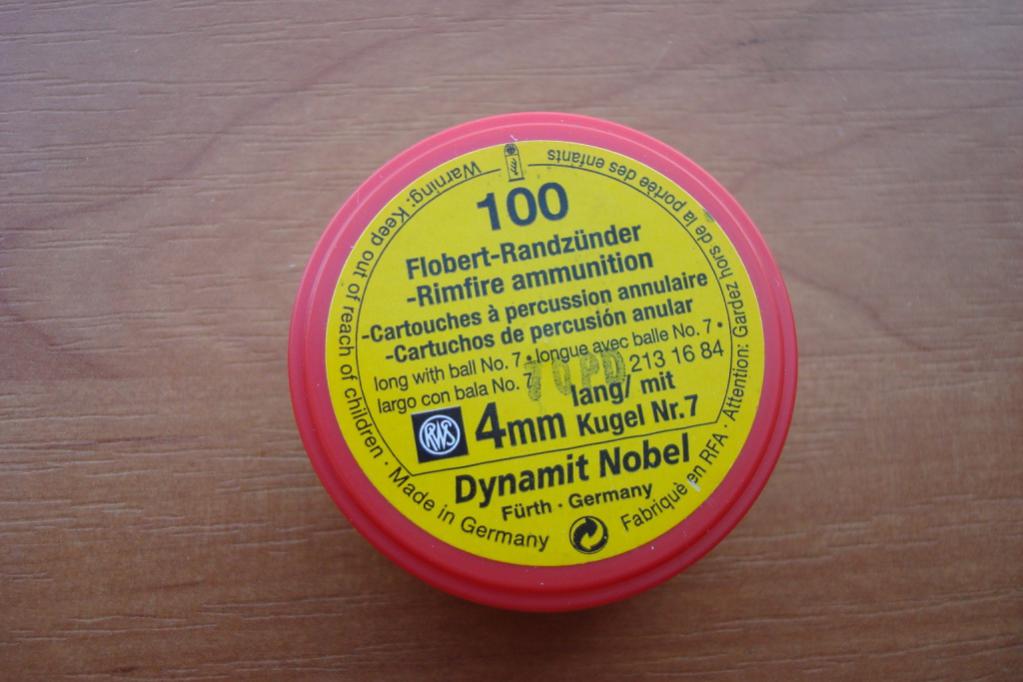 100
Flobert-Randzünder
-Rimfire ammunition
-Cartouches à percussion annulaire
-Cartuchos de percusión anular
long with ball No. 7 • longue avec balle No. 7 •
largo con bala No. 7
213 16 84
70PD
RWS
4mm
lang/ mit
Kugel Nr.7
Dynamit Nobel
Fürth · Germany
Warning: Keep out of reach of children · Made in Germany
Attention: Gardez hors de la portée des enfants
Fabriquè en RFA ·